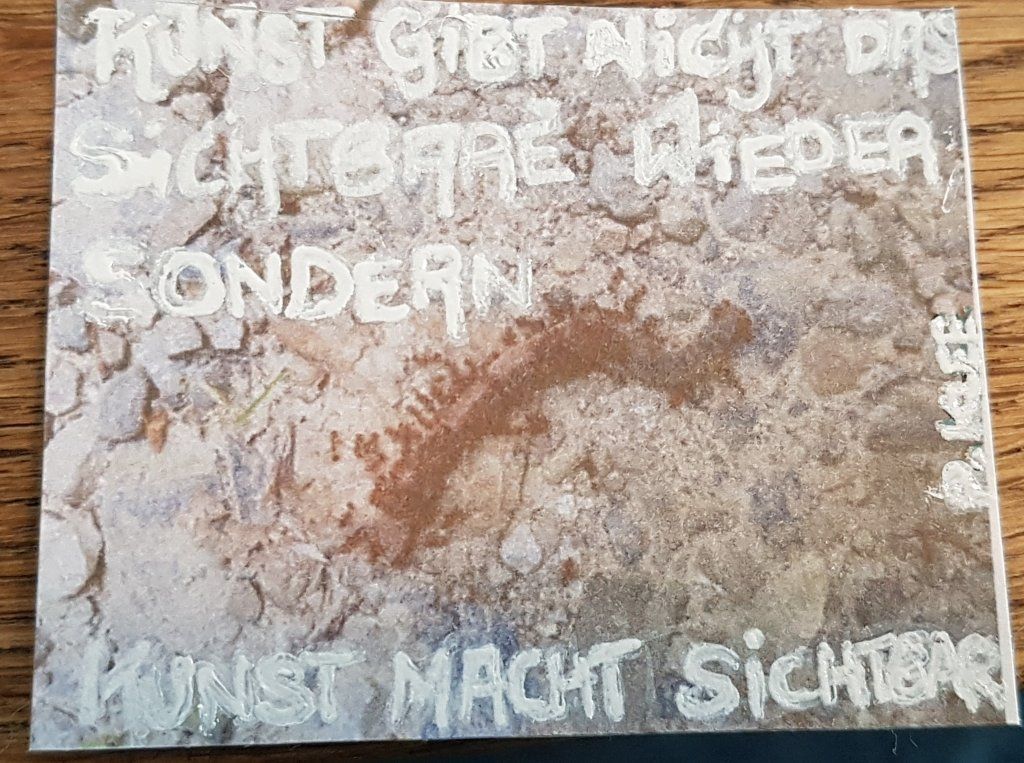 KUNST GIBT NICHT DAS
SICHTBARE WIEDER
SONDERN
KUNST MACHT SICHTBAR